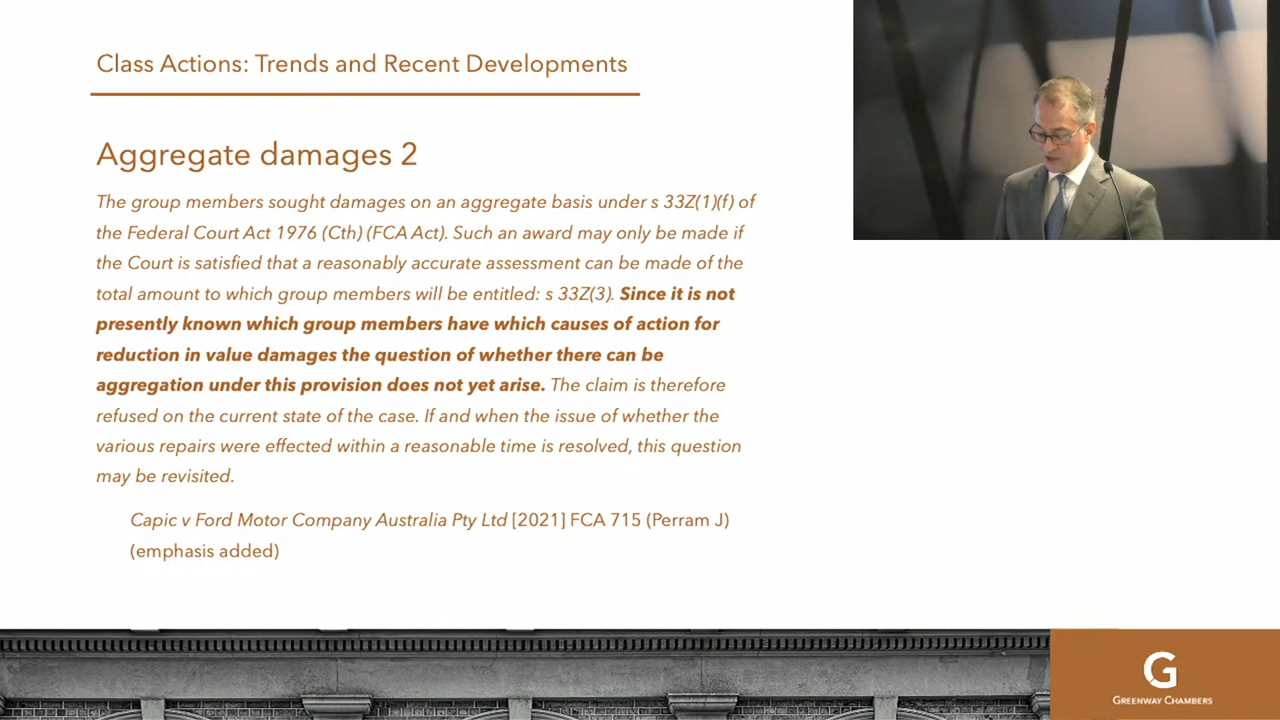 Class Actions: Trends and Recent Developments
Aggregate damages 2
The group members sought damages on an aggregate basis under s 33Z(1)(f) of
the Federal Court Act 1976 (Cth) (FCA Act). Such an award may only be made if
the Court is satisfied that a reasonably accurate assessment can be made of the
total amount to which group members will be entitled: s 33Z(3). Since it is not
presently known which group members have which causes of action for
reduction in value damages the question of whether there can be
aggregation under this provision does not yet arise. The claim is therefore
refused on the current state of the case. If and when the issue of whether the
various repairs were effected within a reasonable time is resolved, this question
may be revisited.
Capic v Ford Motor Company Australia Pty Ltd [2021] FCA 715 (Perram J)
(emphasis added)
G
GREENWAY CHAMBERS